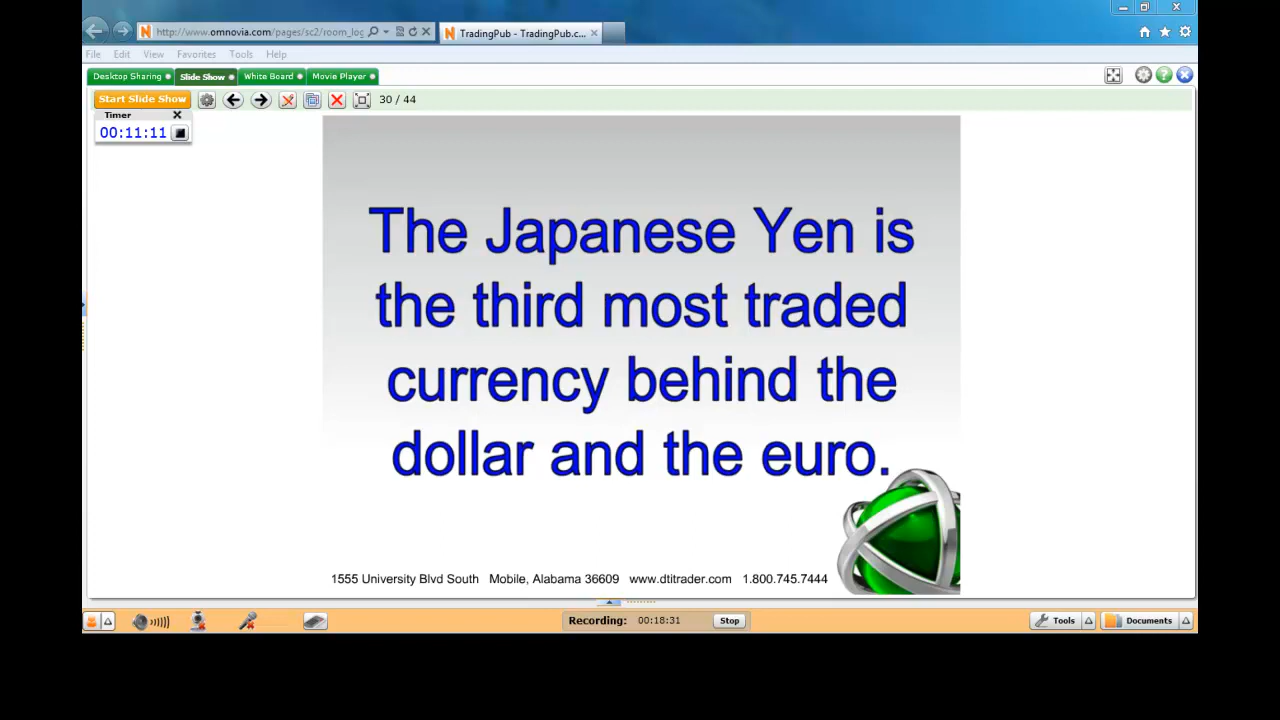 http://www.omnovia.com/pages/sc2/room_log
TradingPub - TradingPub.c...
File Edit View Favorites Tools Help
Desktop Sharing Slide Show White Board Movie Player
Start Slide Show 30 / 44
Timer
00:11:11
The Japanese Yen is
the third most traded
currency behind the
dollar and the euro.
1555 University Blvd South Mobile, Alabama 36609 www.dtitrader.com 1.800.745.7444
Recording: 00:18:31 Stop Tools Documents